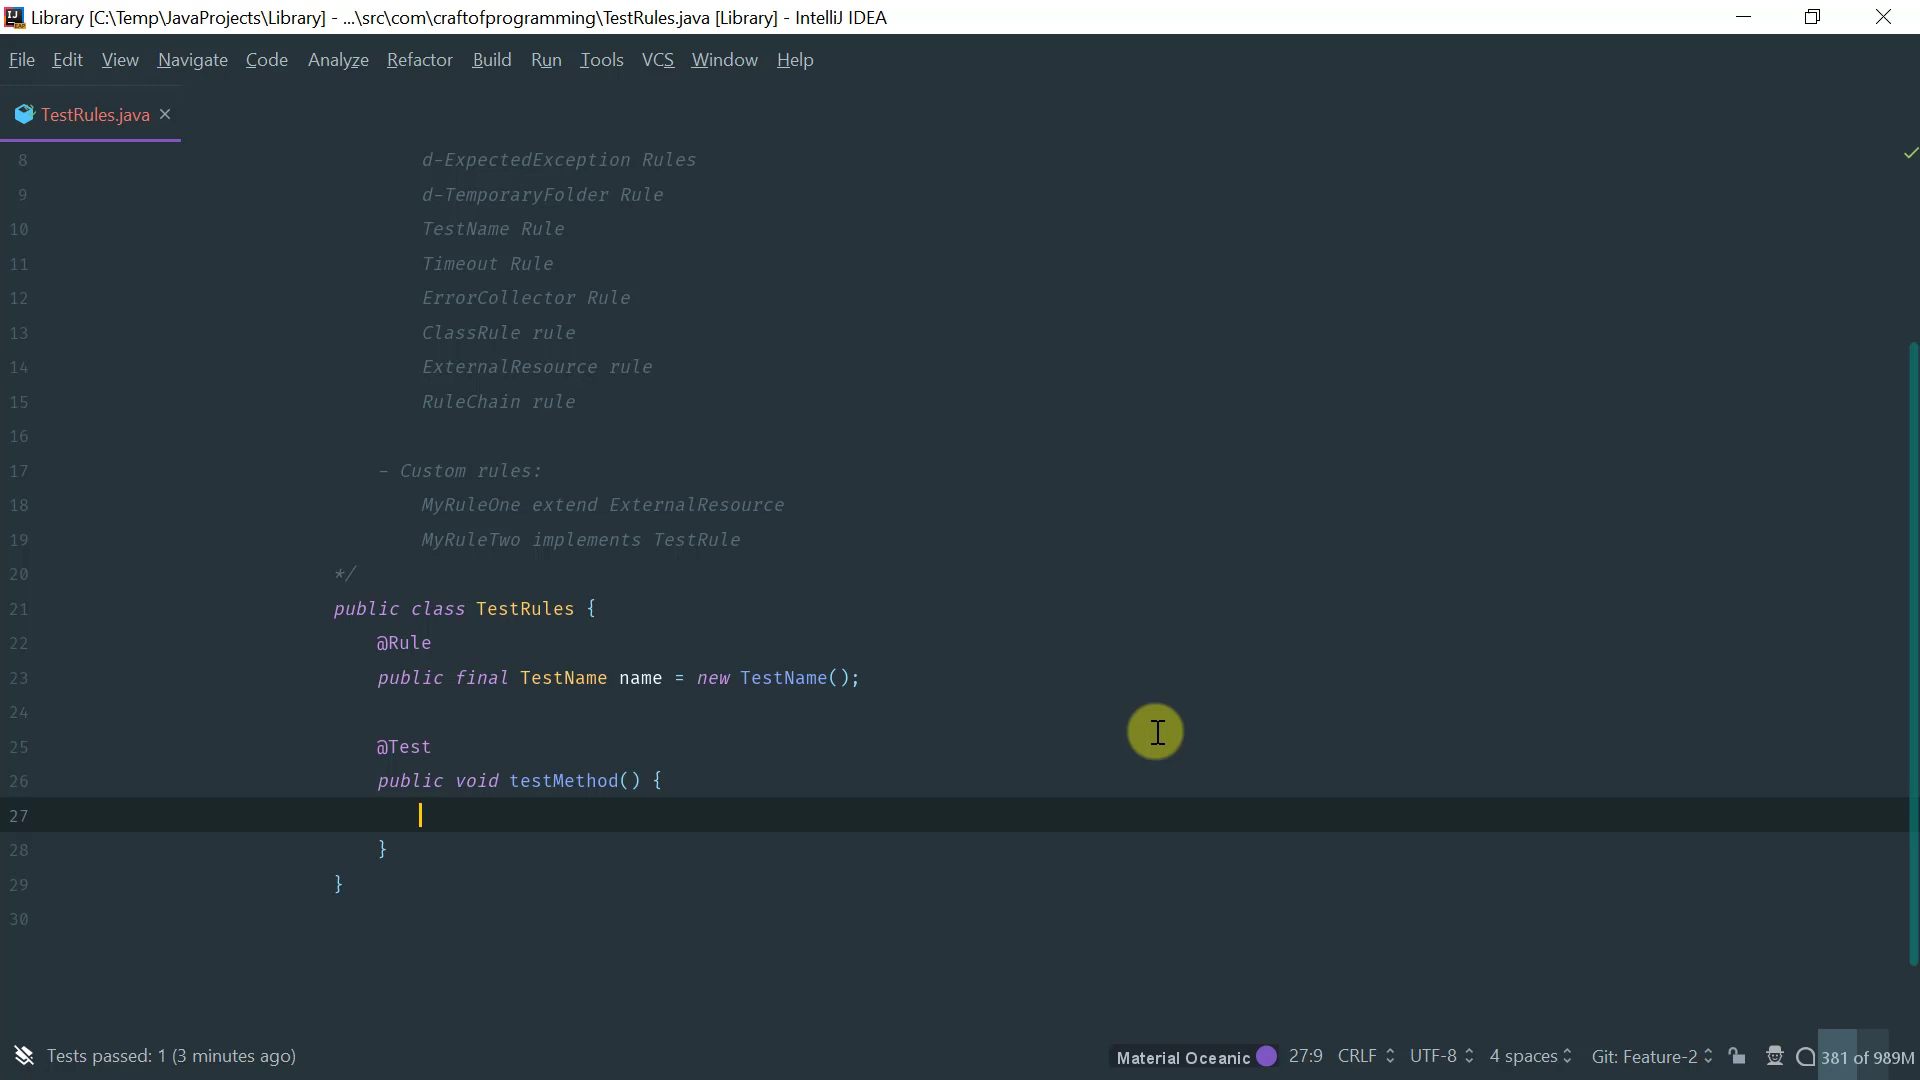 Library [C:\Temp\JavaProjects\Library] - ...\src\com\craftofprogramming\TestRules.java [Library] - IntelliJ IDEA
File Edit View Navigate Code Analyze Refactor Build Run Tools VCS Window Help
TestRules.java
8 d-ExpectedException Rules
9 d-TemporaryFolder Rule
10 TestName Rule
11 Timeout Rule
12 ErrorCollector Rule
13 ClassRule rule
14 ExternalResource rule
15 RuleChain rule
16
17 - Custom rules:
18 MyRuleOne extend ExternalResource
19 MyRuleTwo implements TestRule
20 */
21 public class TestRules {
22 @Rule
23 public final TestName name = new TestName();
24
25 @Test
26 public void testMethod() {
27
28 }
29 }
30
Tests passed: 1 (3 minutes ago) Material Oceanic 27:9 CRLF UTF-8 4 spaces Git: Feature-2 381 of 989M